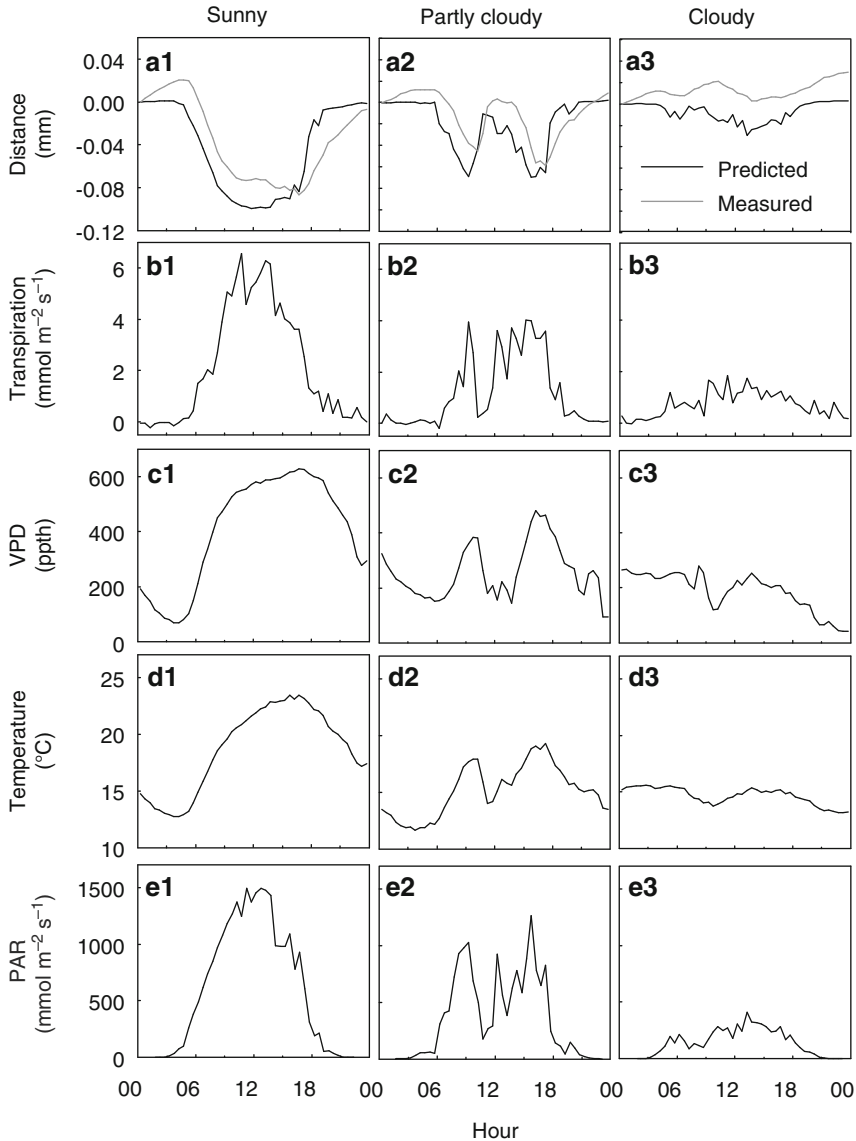 Sunny Partly cloudy Cloudy
a1 a2 a3
0.04
0.00
-0.04
-0.08
-0.12
Distance
(mm)
Predicted
Measured
b1 b2 b3
6
4
2
0
Transpiration
(mmol m⁻² s⁻¹)
c1 c2 c3
600
400
200
0
VPD
(ppth)
d1 d2 d3
25
20
15
10
Temperature
(°C)
e1 e2 e3
1500
1000
500
0
PAR
(mmol m⁻² s⁻¹)
00 06 12 18 00 06 12 18 00 06 12 18 00
Hour